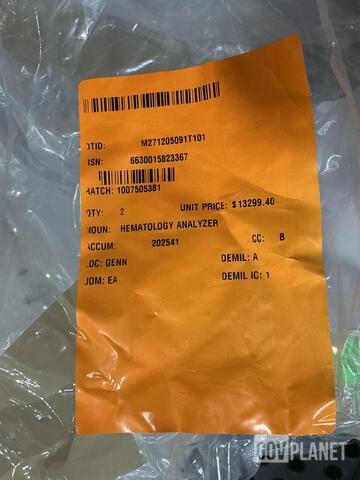 DTID: M271205091T101
NSN: 6630015823367
BATCH: 1007505381
QTY: 2 UNIT PRICE: $13299.40
NOUN: HEMATOLOGY ANALYZER
ACCUM: 202541 CC: B
LOC: GENN DEMIL: A
UOM: EA DEMIL IC: 1
GOVPLANET